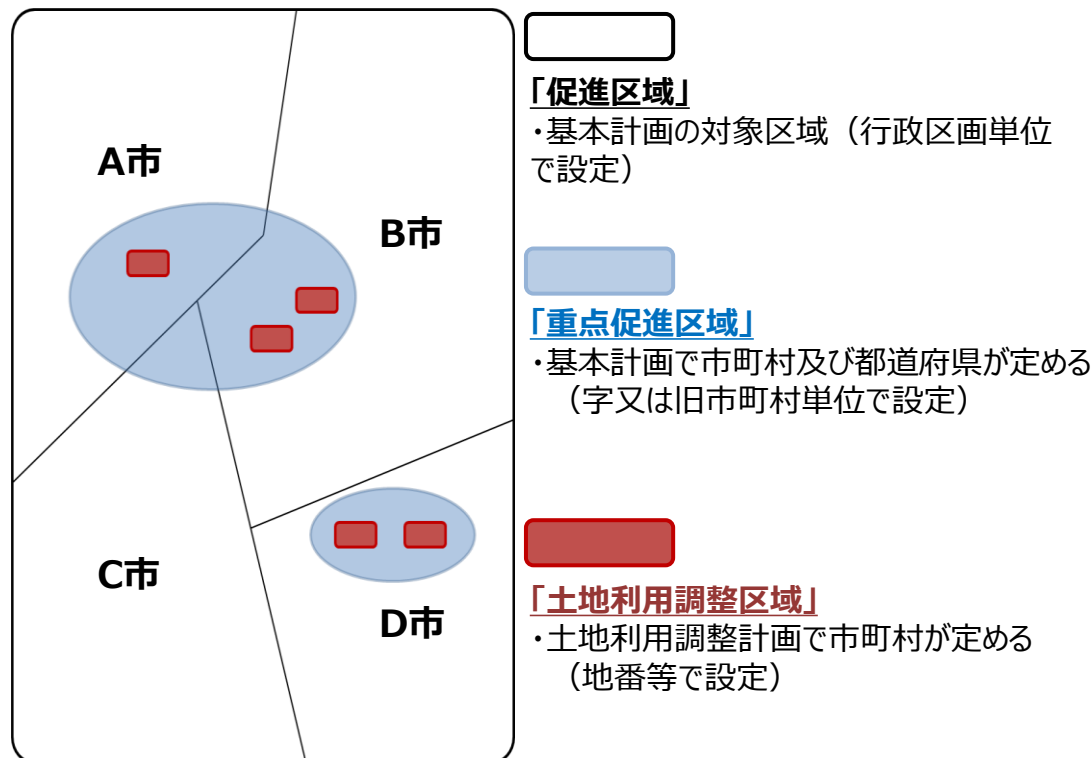 A市
B市
C市
D市
「促進区域」
・基本計画の対象区域（行政区画単位
で設定）
「重点促進区域」
・基本計画で市町村及び都道府県が定める
（字又は旧市町村単位で設定）
「土地利用調整区域」
・土地利用調整計画で市町村が定める
（地番等で設定）